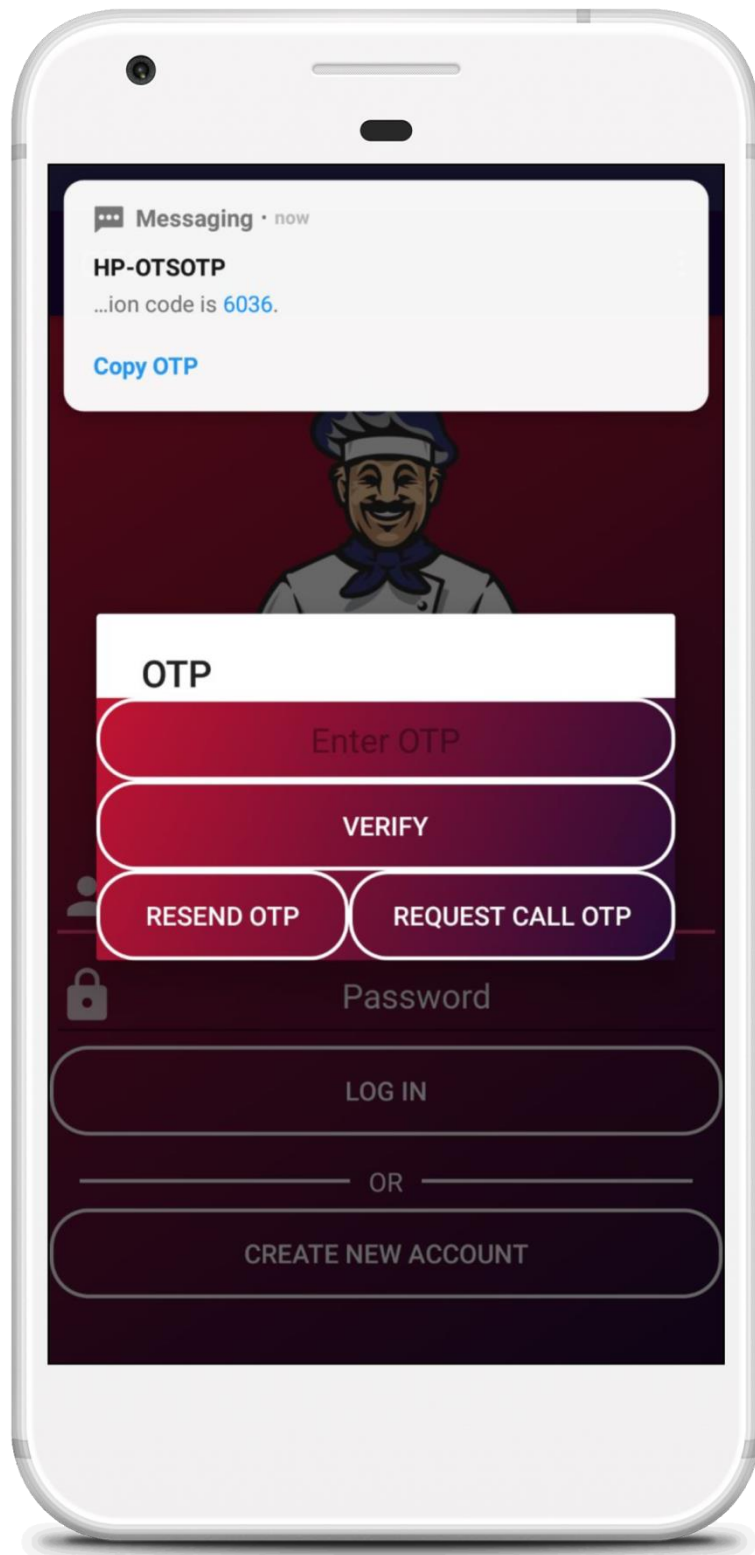 Messaging · now
HP-OTSOTP
...ion code is 6036.
Copy OTP
OTP
Enter OTP
VERIFY
RESEND OTP REQUEST CALL OTP
Password
LOG IN
OR
CREATE NEW ACCOUNT